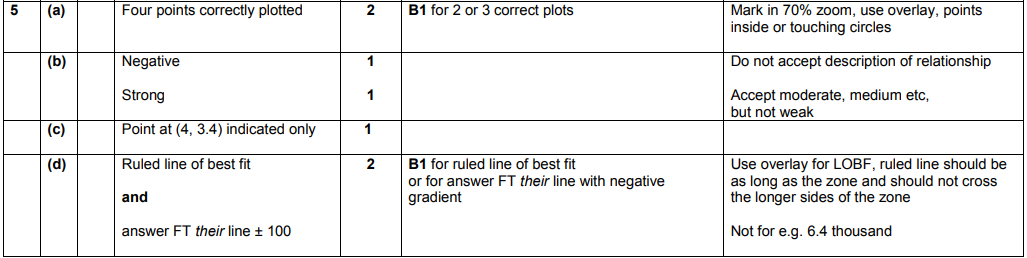 5 (a) Four points correctly plotted 2 B1 for 2 or 3 correct plots Mark in 70% zoom, use overlay, points
inside or touching circles
(b) Negative 1 Do not accept description of relationship
Strong 1 Accept moderate, medium etc,
but not weak
(c) Point at (4, 3.4) indicated only 1
(d) Ruled line of best fit 2 B1 for ruled line of best fit Use overlay for LOBF, ruled line should be
or for answer FT their line with negative as long as the zone and should not cross
and gradient the longer sides of the zone
answer FT their line ± 100 Not for e.g. 6.4 thousand